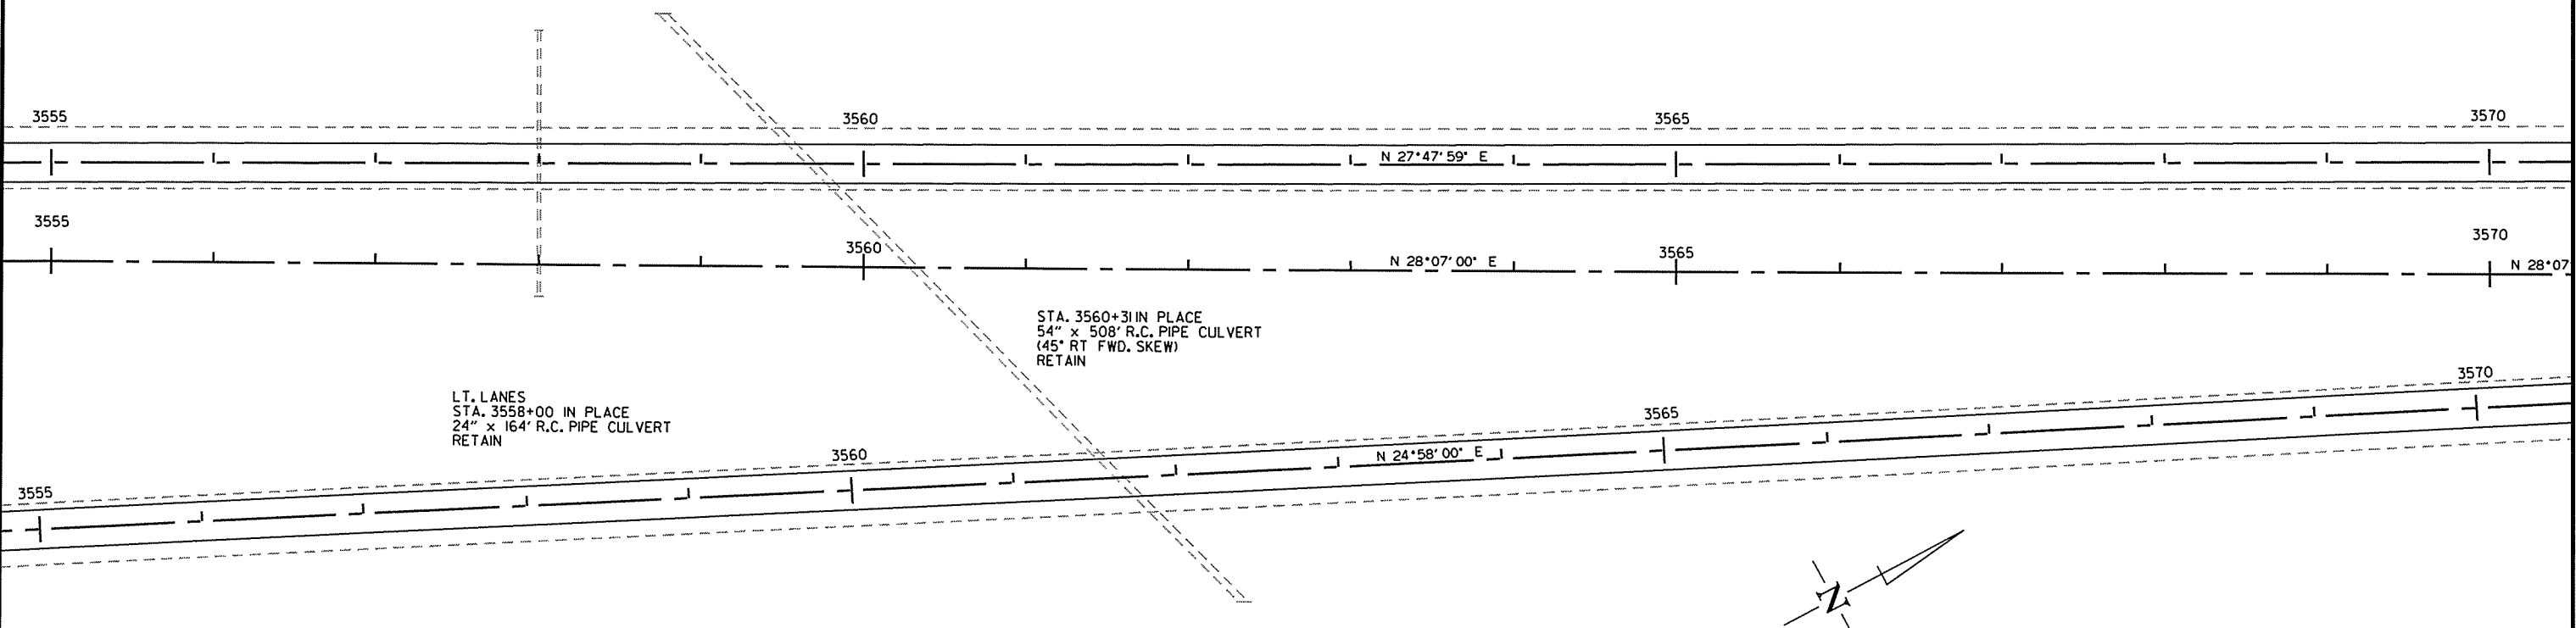 3555
3560
3565
3570
N 27°47'59" E
3555
3560
3565
3570
N 28°07'00" E
N 28°07
STA. 3560+31 IN PLACE
54" x 508' R.C. PIPE CULVERT
(45° RT FWD. SKEW)
RETAIN
LT. LANES
STA. 3558+00 IN PLACE
24" x 164' R.C. PIPE CULVERT
RETAIN
3555
3560
3565
3570
N 24°58'00" E
N